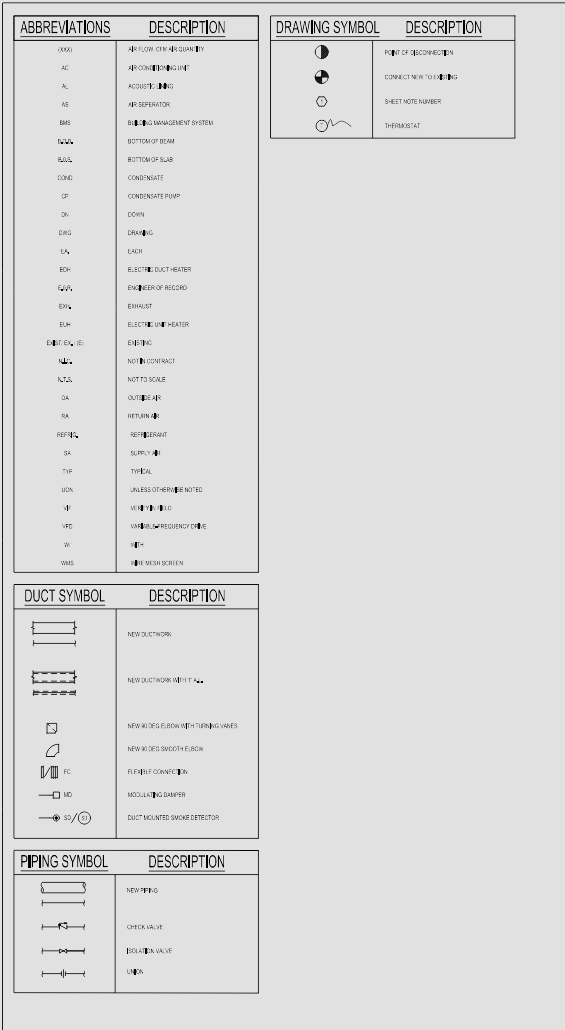 ABBREVIATIONS DESCRIPTION
(XXX) AIR FLOW, CFM AIR QUANTITY
AC AIR CONDITIONING UNIT
AL ACOUSTIC LINING
AS AIR SEPERATOR
BMS BUILDING MANAGEMENT SYSTEM
B.O.B. BOTTOM OF BEAM
B.O.S. BOTTOM OF SLAB
COND CONDENSATE
CP CONDENSATE PUMP
DN DOWN
DWG DRAWING
EA. EACH
EDH ELECTRIC DUCT HEATER
E.O.R. ENGINEER OF RECORD
EXH. EXHAUST
EUH ELECTRIC UNIT HEATER
EXIST/ EX. / (E) EXISTING
N.I.C. NOT IN CONTRACT
N.T.S. NOT TO SCALE
OA OUTSIDE AIR
RA RETURN AIR
REFRIG. REFRIGERANT
SA SUPPLY AIR
TYP TYPICAL
UON UNLESS OTHERWISE NOTED
VIF VERIFY IN FIELD
VFD VARIABLE-FREQUENCY DRIVE
W/ WITH
WMS WIRE MESH SCREEN
DUCT SYMBOL DESCRIPTION
NEW DUCTWORK
NEW DUCTWORK WITH 1" A.L.
NEW 90 DEG ELBOW WITH TURNING VANES
NEW 90 DEG SMOOTH ELBOW
FC FLEXIBLE CONNECTION
MD MODULATING DAMPER
SD / SD DUCT MOUNTED SMOKE DETECTOR
PIPING SYMBOL DESCRIPTION
NEW PIPING
CHECK VALVE
ISOLATION VALVE
UNION
DRAWING SYMBOL DESCRIPTION
POINT OF DISCONNECTION
CONNECT NEW TO EXISTING
SHEET NOTE NUMBER
T THERMOSTAT